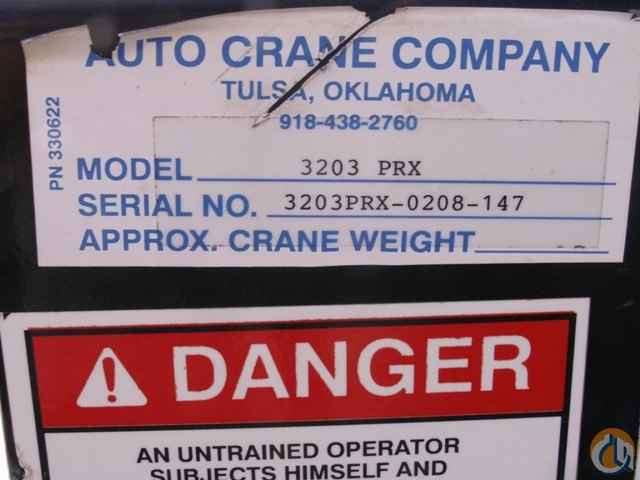 AUTO CRANE COMPANY
TULSA, OKLAHOMA
918-438-2760
PN 330622
MODEL 3203 PRX
SERIAL NO. 3203PRX-0208-147
APPROX. CRANE WEIGHT
DANGER
AN UNTRAINED OPERATOR
SUBJECTS HIMSELF AND